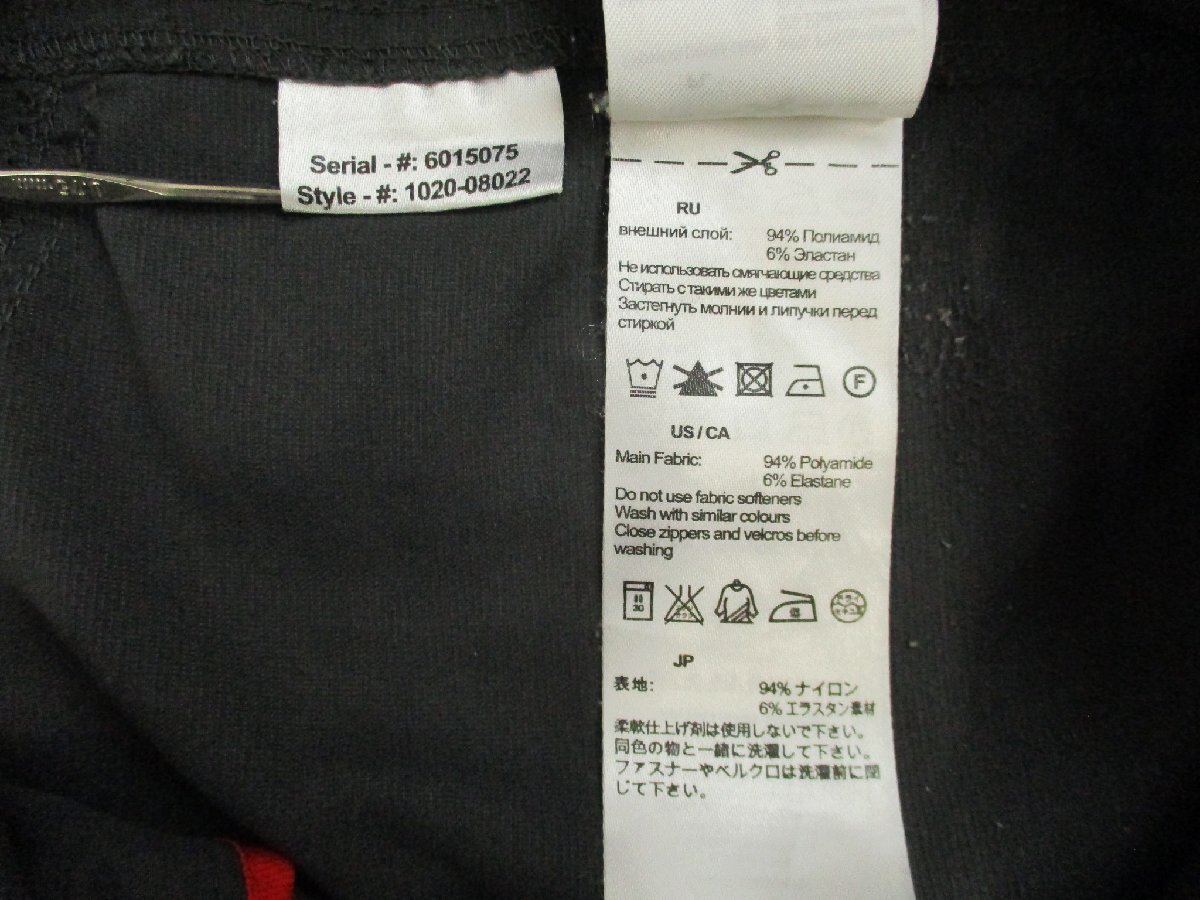 Serial - #: 6015075
Style - #: 1020-08022
RU
внешний слой: 94% Полиамид
6% Эластан
Не использовать смягчающие средства
Стирать с такими же цветами
Застегнуть молнии и липучки перед
стиркой
F
US / CA
Main Fabric: 94% Polyamide
6% Elastane
Do not use fabric softeners
Wash with similar colours
Close zippers and velcros before
washing
30
JP
表地: 94% ナイロン
6% エラスタン素材
柔軟仕上げ剤は使用しないで下さい。
同色の物と一緒に洗濯して下さい。
ファスナーやベルクロは洗濯前に閉
じて下さい。